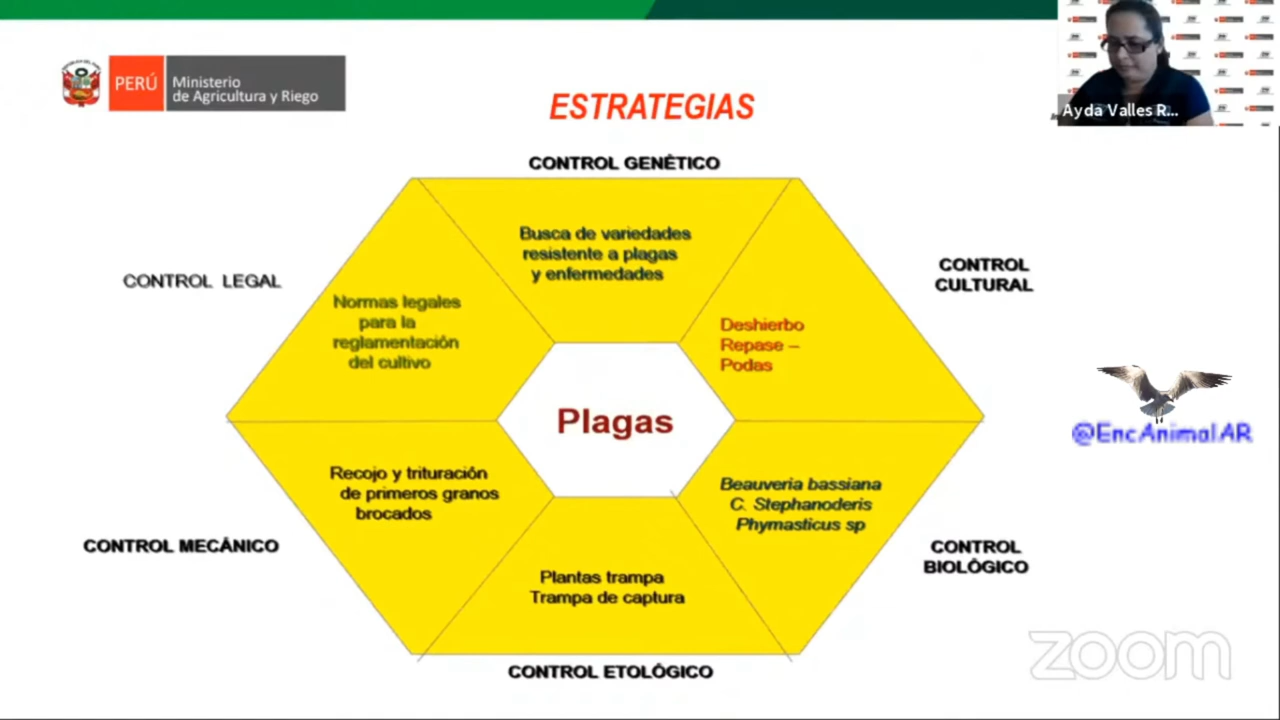 PERÚ
Ministerio
de Agricultura y Riego
ESTRATEGIAS
Ayda Valles R...
CONTROL GENÉTICO
Busca de variedades
resistente a plagas
y enfermedades
CONTROL LEGAL
Normas legales
para la
reglamentación
del cultivo
CONTROL
CULTURAL
Deshierbo
Repase –
Podas
Plagas
@EncAnimalAR
Recojo y trituración
de primeros granos
brocados
CONTROL MECÁNICO
Beauveria bassiana
C. Stephanoderis
Phymasticus sp
CONTROL
BIOLÓGICO
Plantas trampa
Trampa de captura
CONTROL ETOLÓGICO
zoom